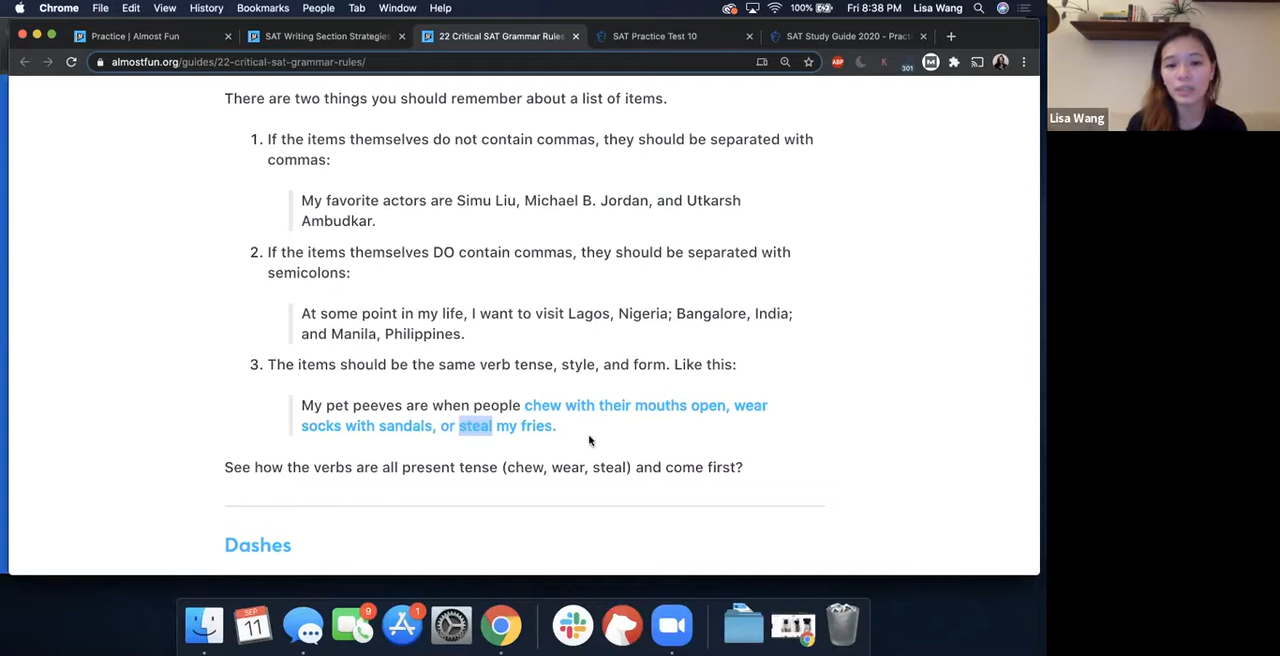 Chrome File Edit View History Bookmarks People Tab Window Help 100% Fri 8:38 PM Lisa Wang
Practice | Almost Fun SAT Writing Section Strategies 22 Critical SAT Grammar Rules SAT Practice Test 10 SAT Study Guide 2020 - Pract
almostfun.org/guides/22-critical-sat-grammar-rules/ ABP K 301 M
There are two things you should remember about a list of items.
1. If the items themselves do not contain commas, they should be separated with
commas:
My favorite actors are Simu Liu, Michael B. Jordan, and Utkarsh
Ambudkar.
2. If the items themselves DO contain commas, they should be separated with
semicolons:
At some point in my life, I want to visit Lagos, Nigeria; Bangalore, India;
and Manila, Philippines.
3. The items should be the same verb tense, style, and form. Like this:
My pet peeves are when people chew with their mouths open, wear
socks with sandals, or steal my fries.
See how the verbs are all present tense (chew, wear, steal) and come first?
Dashes
Lisa Wang
SEP
11
9
1